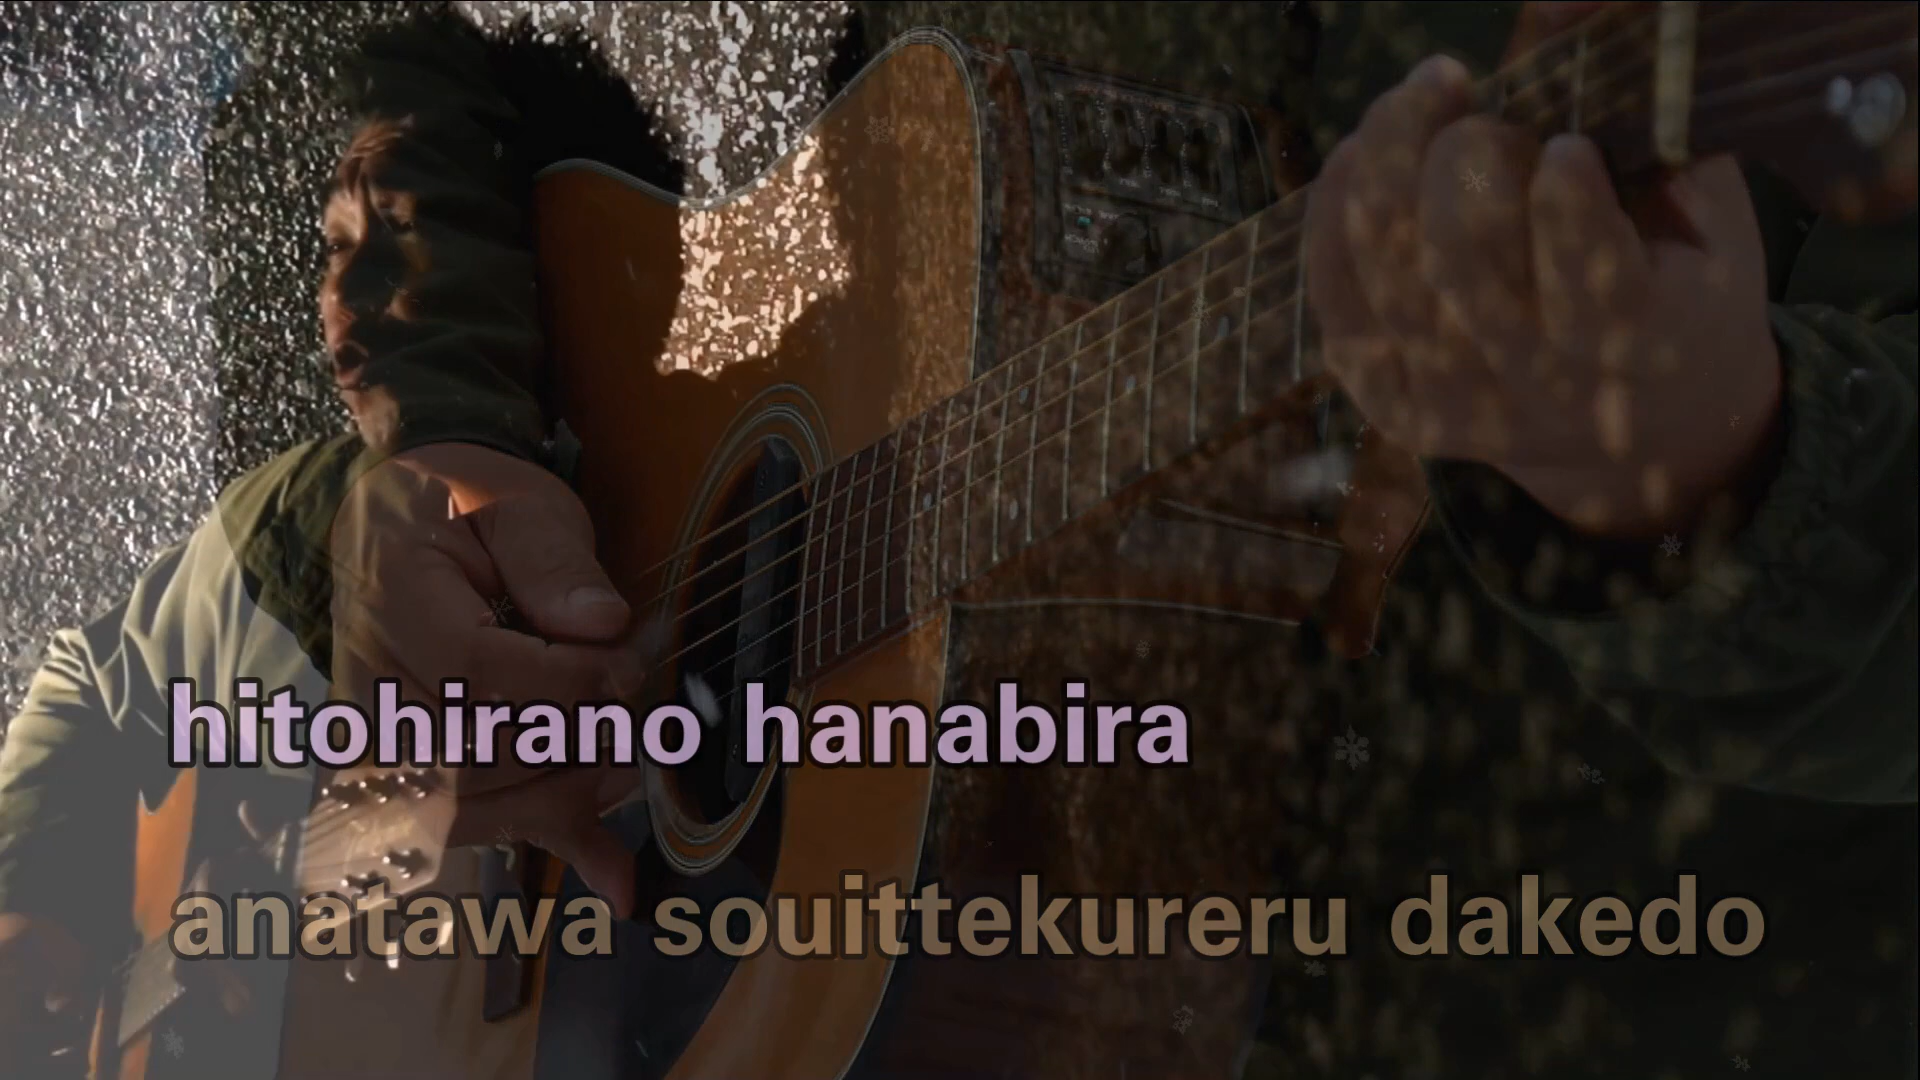 hitohirano hanabira
anatawa souittekureru dakedo